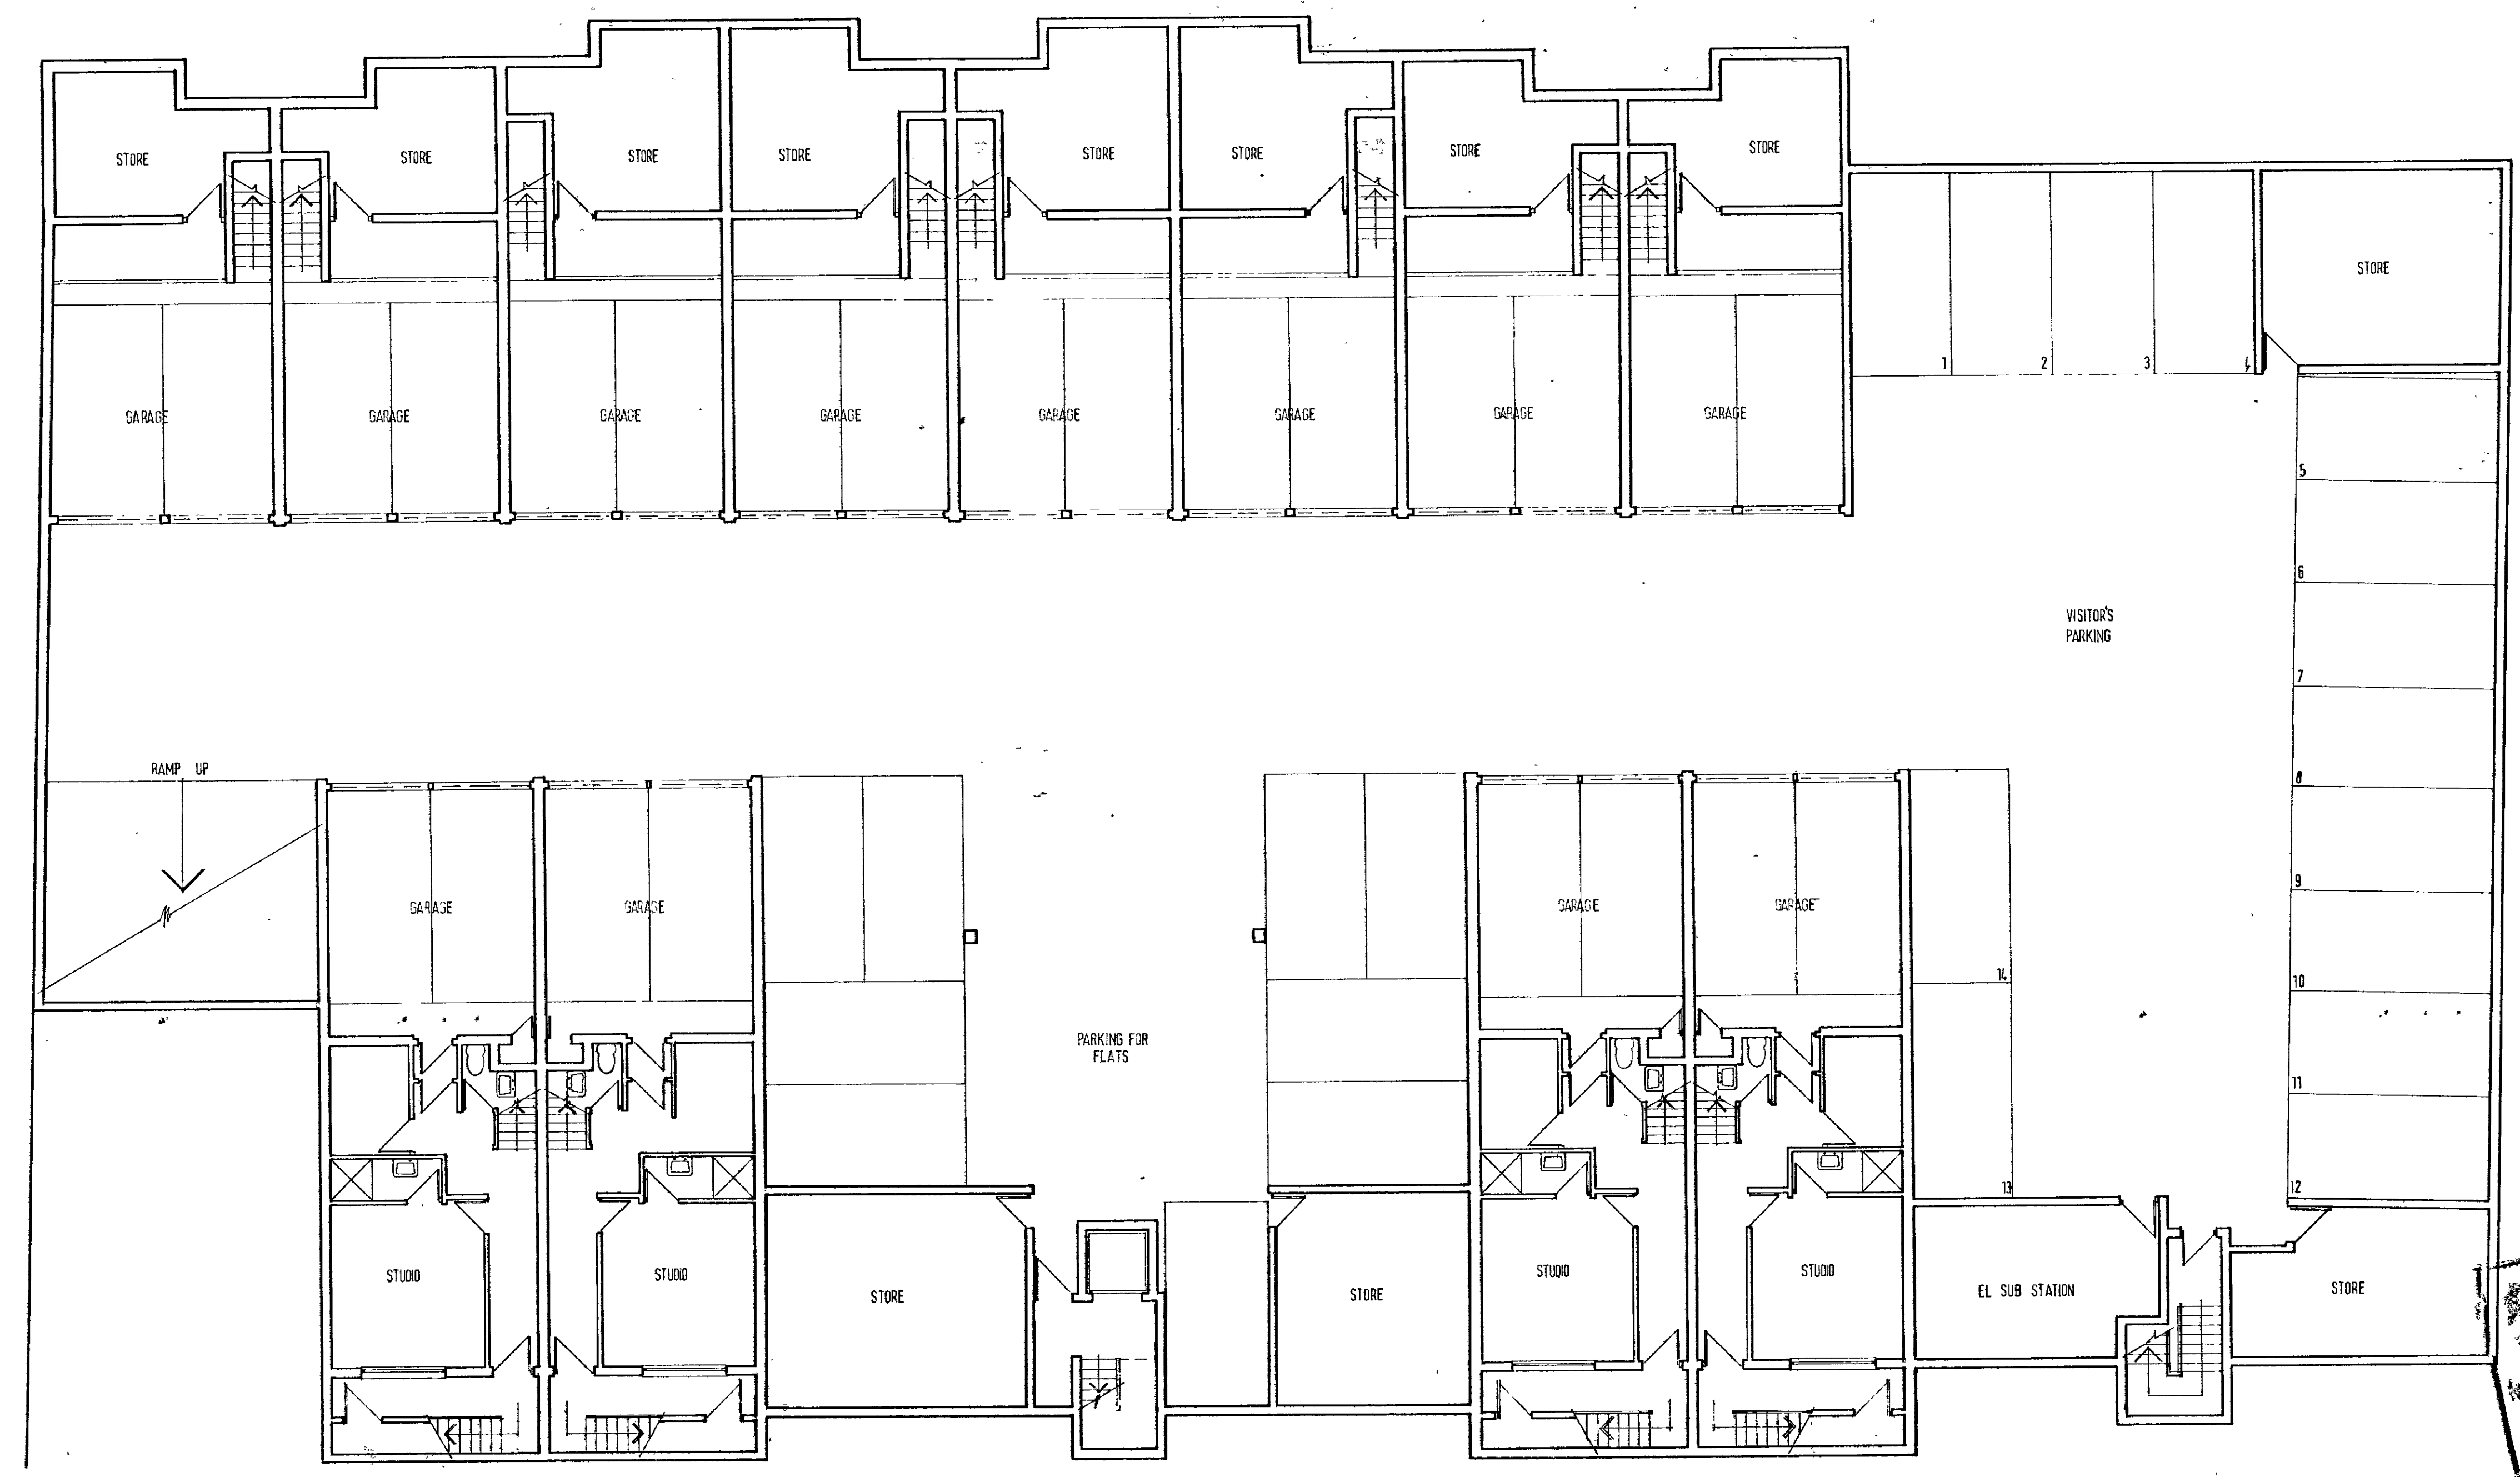 STORE
STORE
STORE
STORE
STORE
STORE
STORE
STORE
STORE
1
2
3
4
GARAGE
GARAGE
GARAGE
GARAGE
GARAGE
GARAGE
GARAGE
GARAGE
5
6
VISITOR'S
PARKING
7
RAMP UP
8
GARAGE
GARAGE
GARAGE
GARAGE
9
14
10
PARKING FOR
FLATS
11
13
12
STUDIO
STUDIO
STORE
STORE
STUDIO
STUDIO
EL SUB STATION
STORE